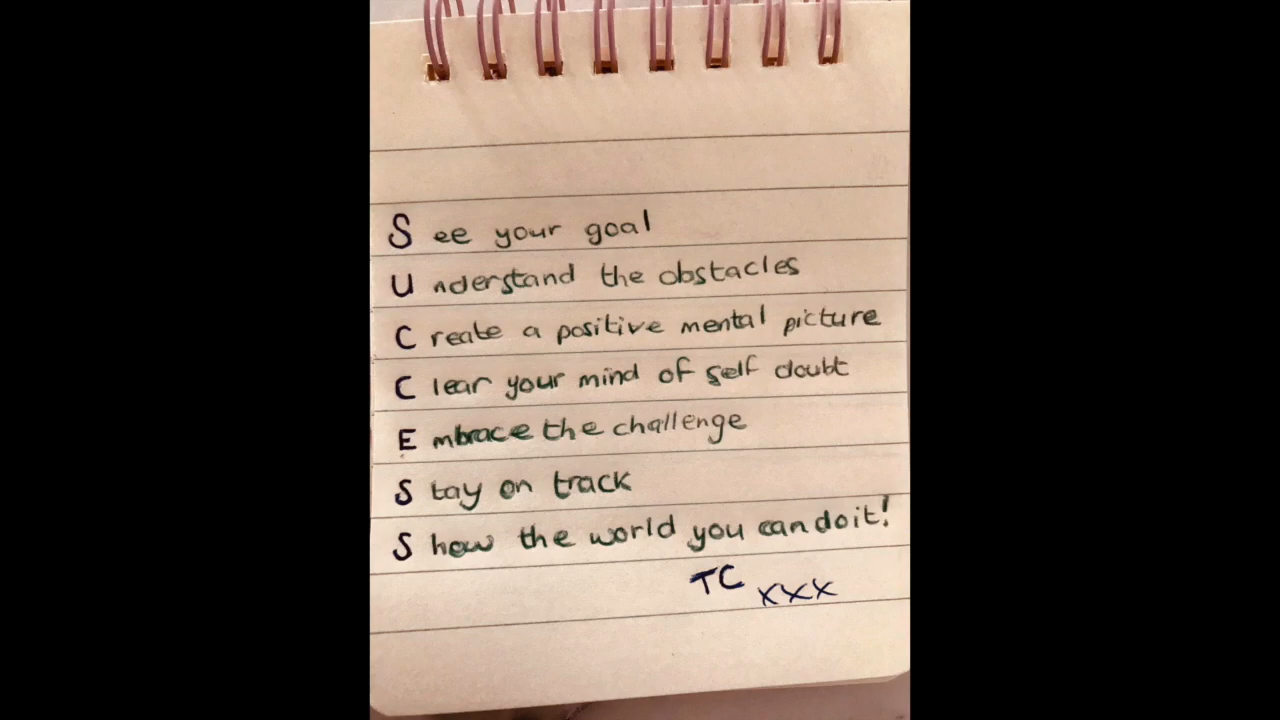 See your goal
Understand the obstacles
Create a positive mental picture
Clear your mind of self doubt
Embrace the challenge
Stay on track
Show the world you can do it!
TC xxx